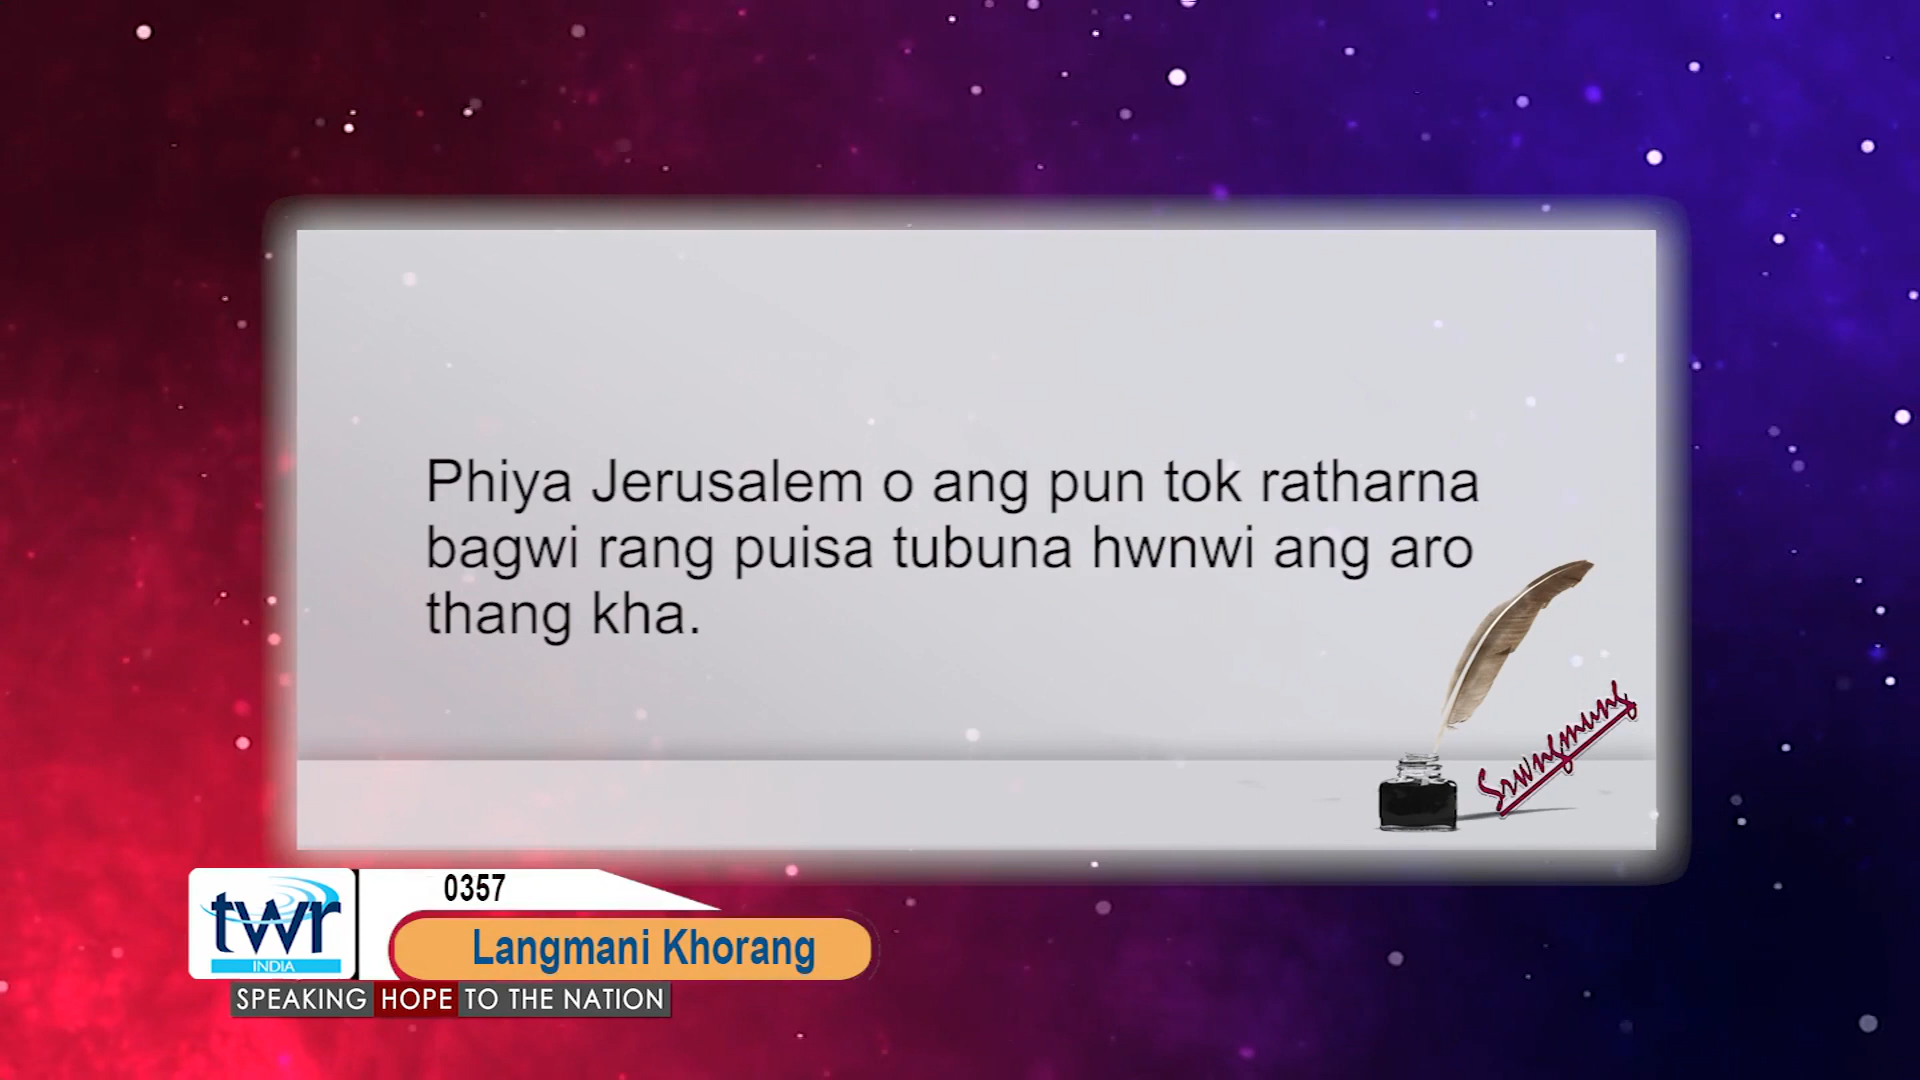 Phiya Jerusalem o ang pun tok ratharna
bagwi rang puisa tubuna hwnwi ang aro
thang kha.
Srwngmung
twr
INDIA
0357
Langmani Khorang
SPEAKING HOPE TO THE NATION